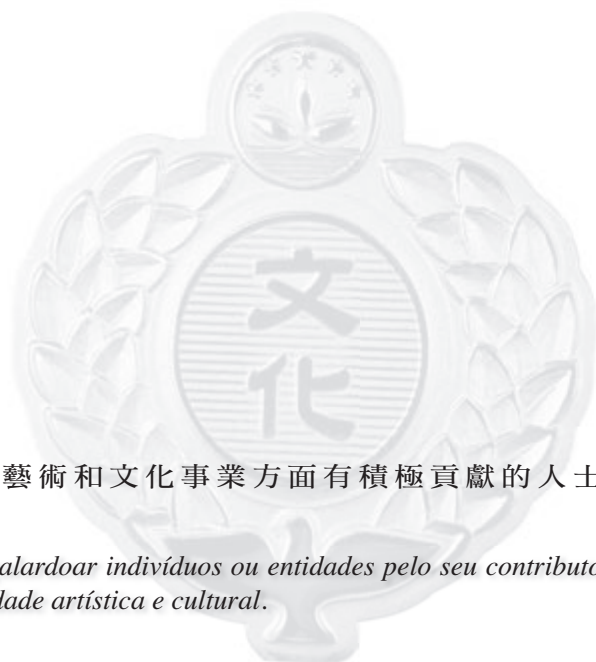 文
化
藝術和文化事業方面有積極貢獻的人士
alardoar indivíduos ou entidades pelo seu contributo
dade artística e cultural.